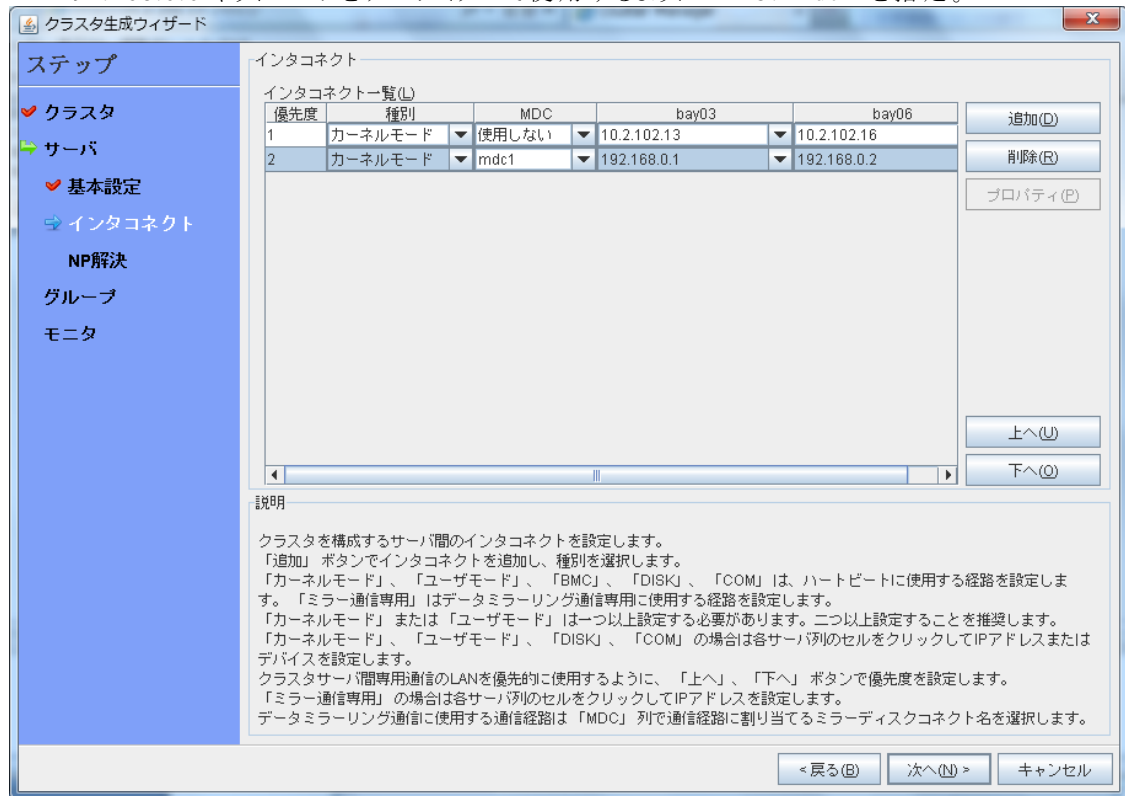 クラスタ生成ウィザード
ステップ
クラスタ
サーバ
基本設定
インタコネクト
NP解決
グループ
モニタ
インタコネクト
インタコネクト一覧(L)
優先度 種別 MDC bay03 bay06
1 カーネルモード 使用しない 10.2.102.13 10.2.102.16
2 カーネルモード mdc1 192.168.0.1 192.168.0.2
追加(D)
削除(R)
プロパティ(P)
上へ(U)
下へ(O)
説明
クラスタを構成するサーバ間のインタコネクトを設定します。
「追加」 ボタンでインタコネクトを追加し、種別を選択します。
「カーネルモード」、「ユーザモード」、 「BMC」、 「DISK」、 「COM」 は、ハートビートに使用する経路を設定しま
す。 「ミラー通信専用」 はデータミラーリング通信専用に使用する経路を設定します。
「カーネルモード」 または 「ユーザモード」 は一つ以上設定する必要があります。二つ以上設定することを推奨します。
「カーネルモード」、 「ユーザモード」、 「DISK」、 「COM」 の場合は各サーバ列のセルをクリックしてIPアドレスまたは
デバイスを設定します。
クラスタサーバ間専用通信のLANを優先的に使用するように、 「上へ」、 「下へ」 ボタンで優先度を設定します。
「ミラー通信専用」 の場合は各サーバ列のセルをクリックしてIPアドレスを設定します。
データミラーリング通信に使用する通信経路は 「MDC」 列で通信経路に割り当てるミラーディスクコネクト名を選択します。
<戻る(B) 次へ(N)> キャンセル